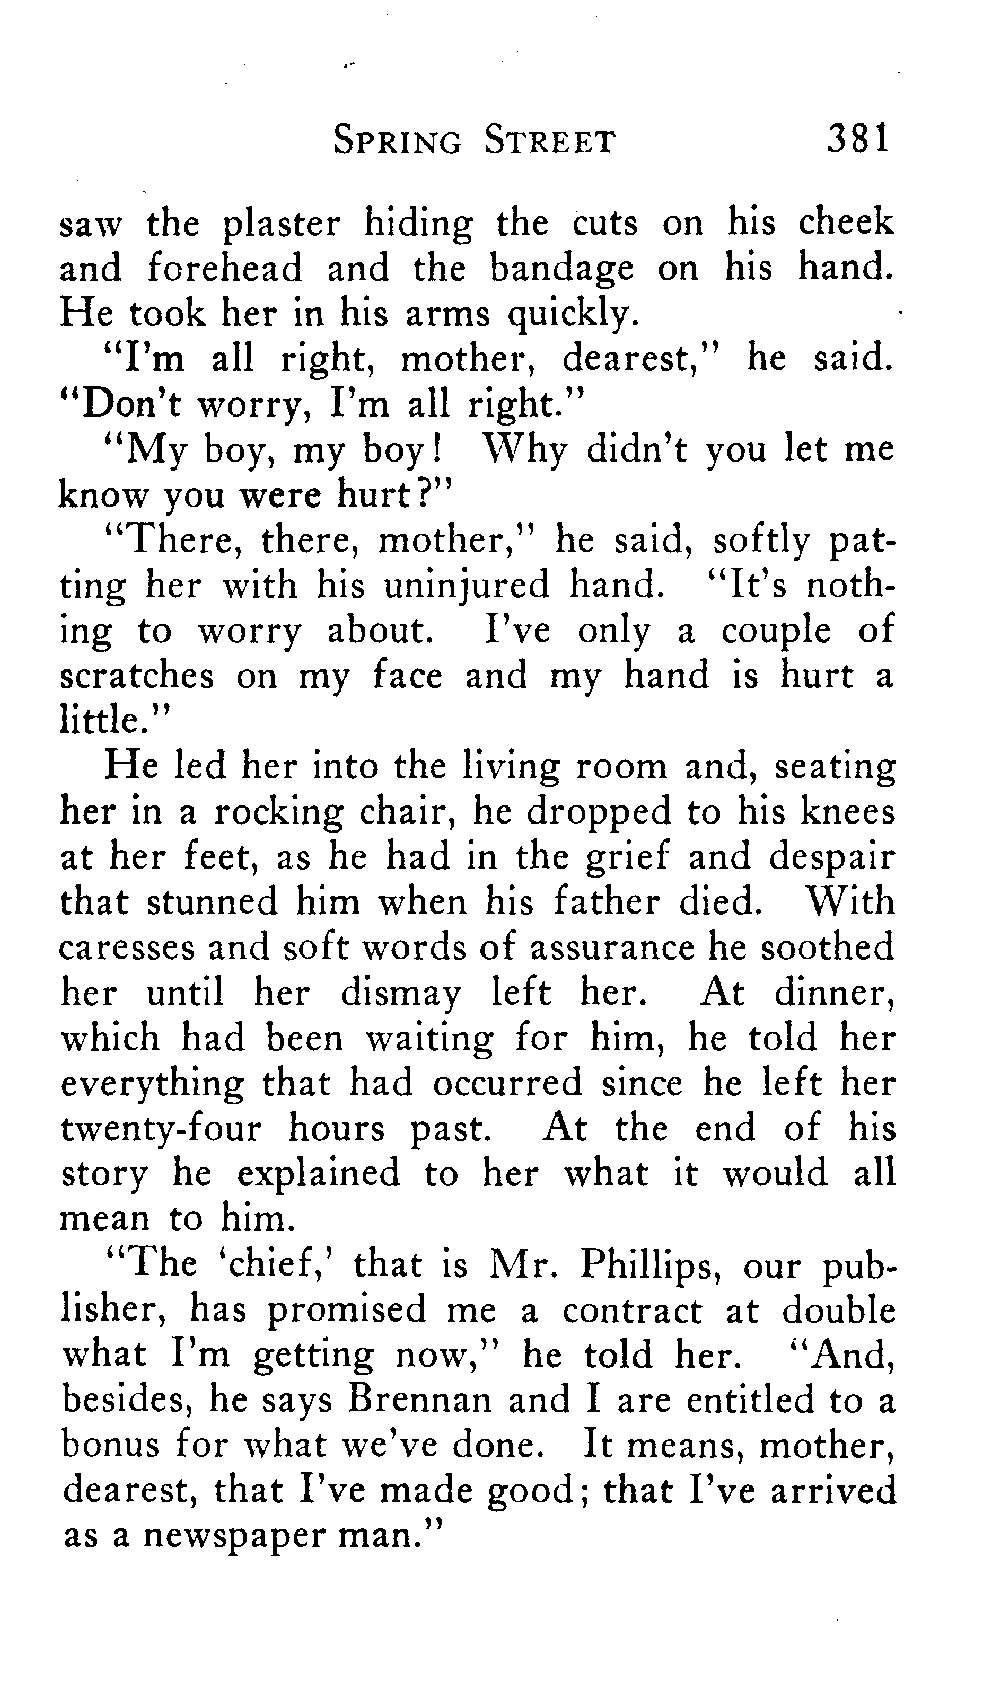 SPRING STREET 381
saw the plaster hiding the cuts on his cheek
and forehead and the bandage on his hand.
He took her in his arms quickly.
"I'm all right, mother, dearest," he said.
"Don't worry, I'm all right."
"My boy, my boy! Why didn't you let me
know you were hurt?"
"There, there, mother," he said, softly pat-
ting her with his uninjured hand. "It's noth-
ing to worry about. I've only a couple of
scratches on my face and my hand is hurt a
little."
He led her into the living room and, seating
her in a rocking chair, he dropped to his knees
at her feet, as he had in the grief and despair
that stunned him when his father died. With
caresses and soft words of assurance he soothed
her until her dismay left her. At dinner,
which had been waiting for him, he told her
everything that had occurred since he left her
twenty-four hours past. At the end of his
story he explained to her what it would all
mean to him.
"The 'chief,' that is Mr. Phillips, our pub-
lisher, has promised me a contract at double
what I'm getting now," he told her. "And,
besides, he says Brennan and I are entitled to a
bonus for what we've done. It means, mother,
dearest, that I've made good; that I've arrived
as a newspaper man."